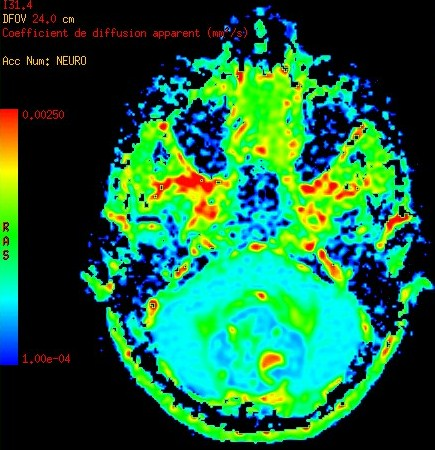 I31.4
DFOV 24.0 cm
Coefficient de diffusion apparent (mm²/s)
Acc Num: NEURO
0.00250
R
A
S
1.00e-04